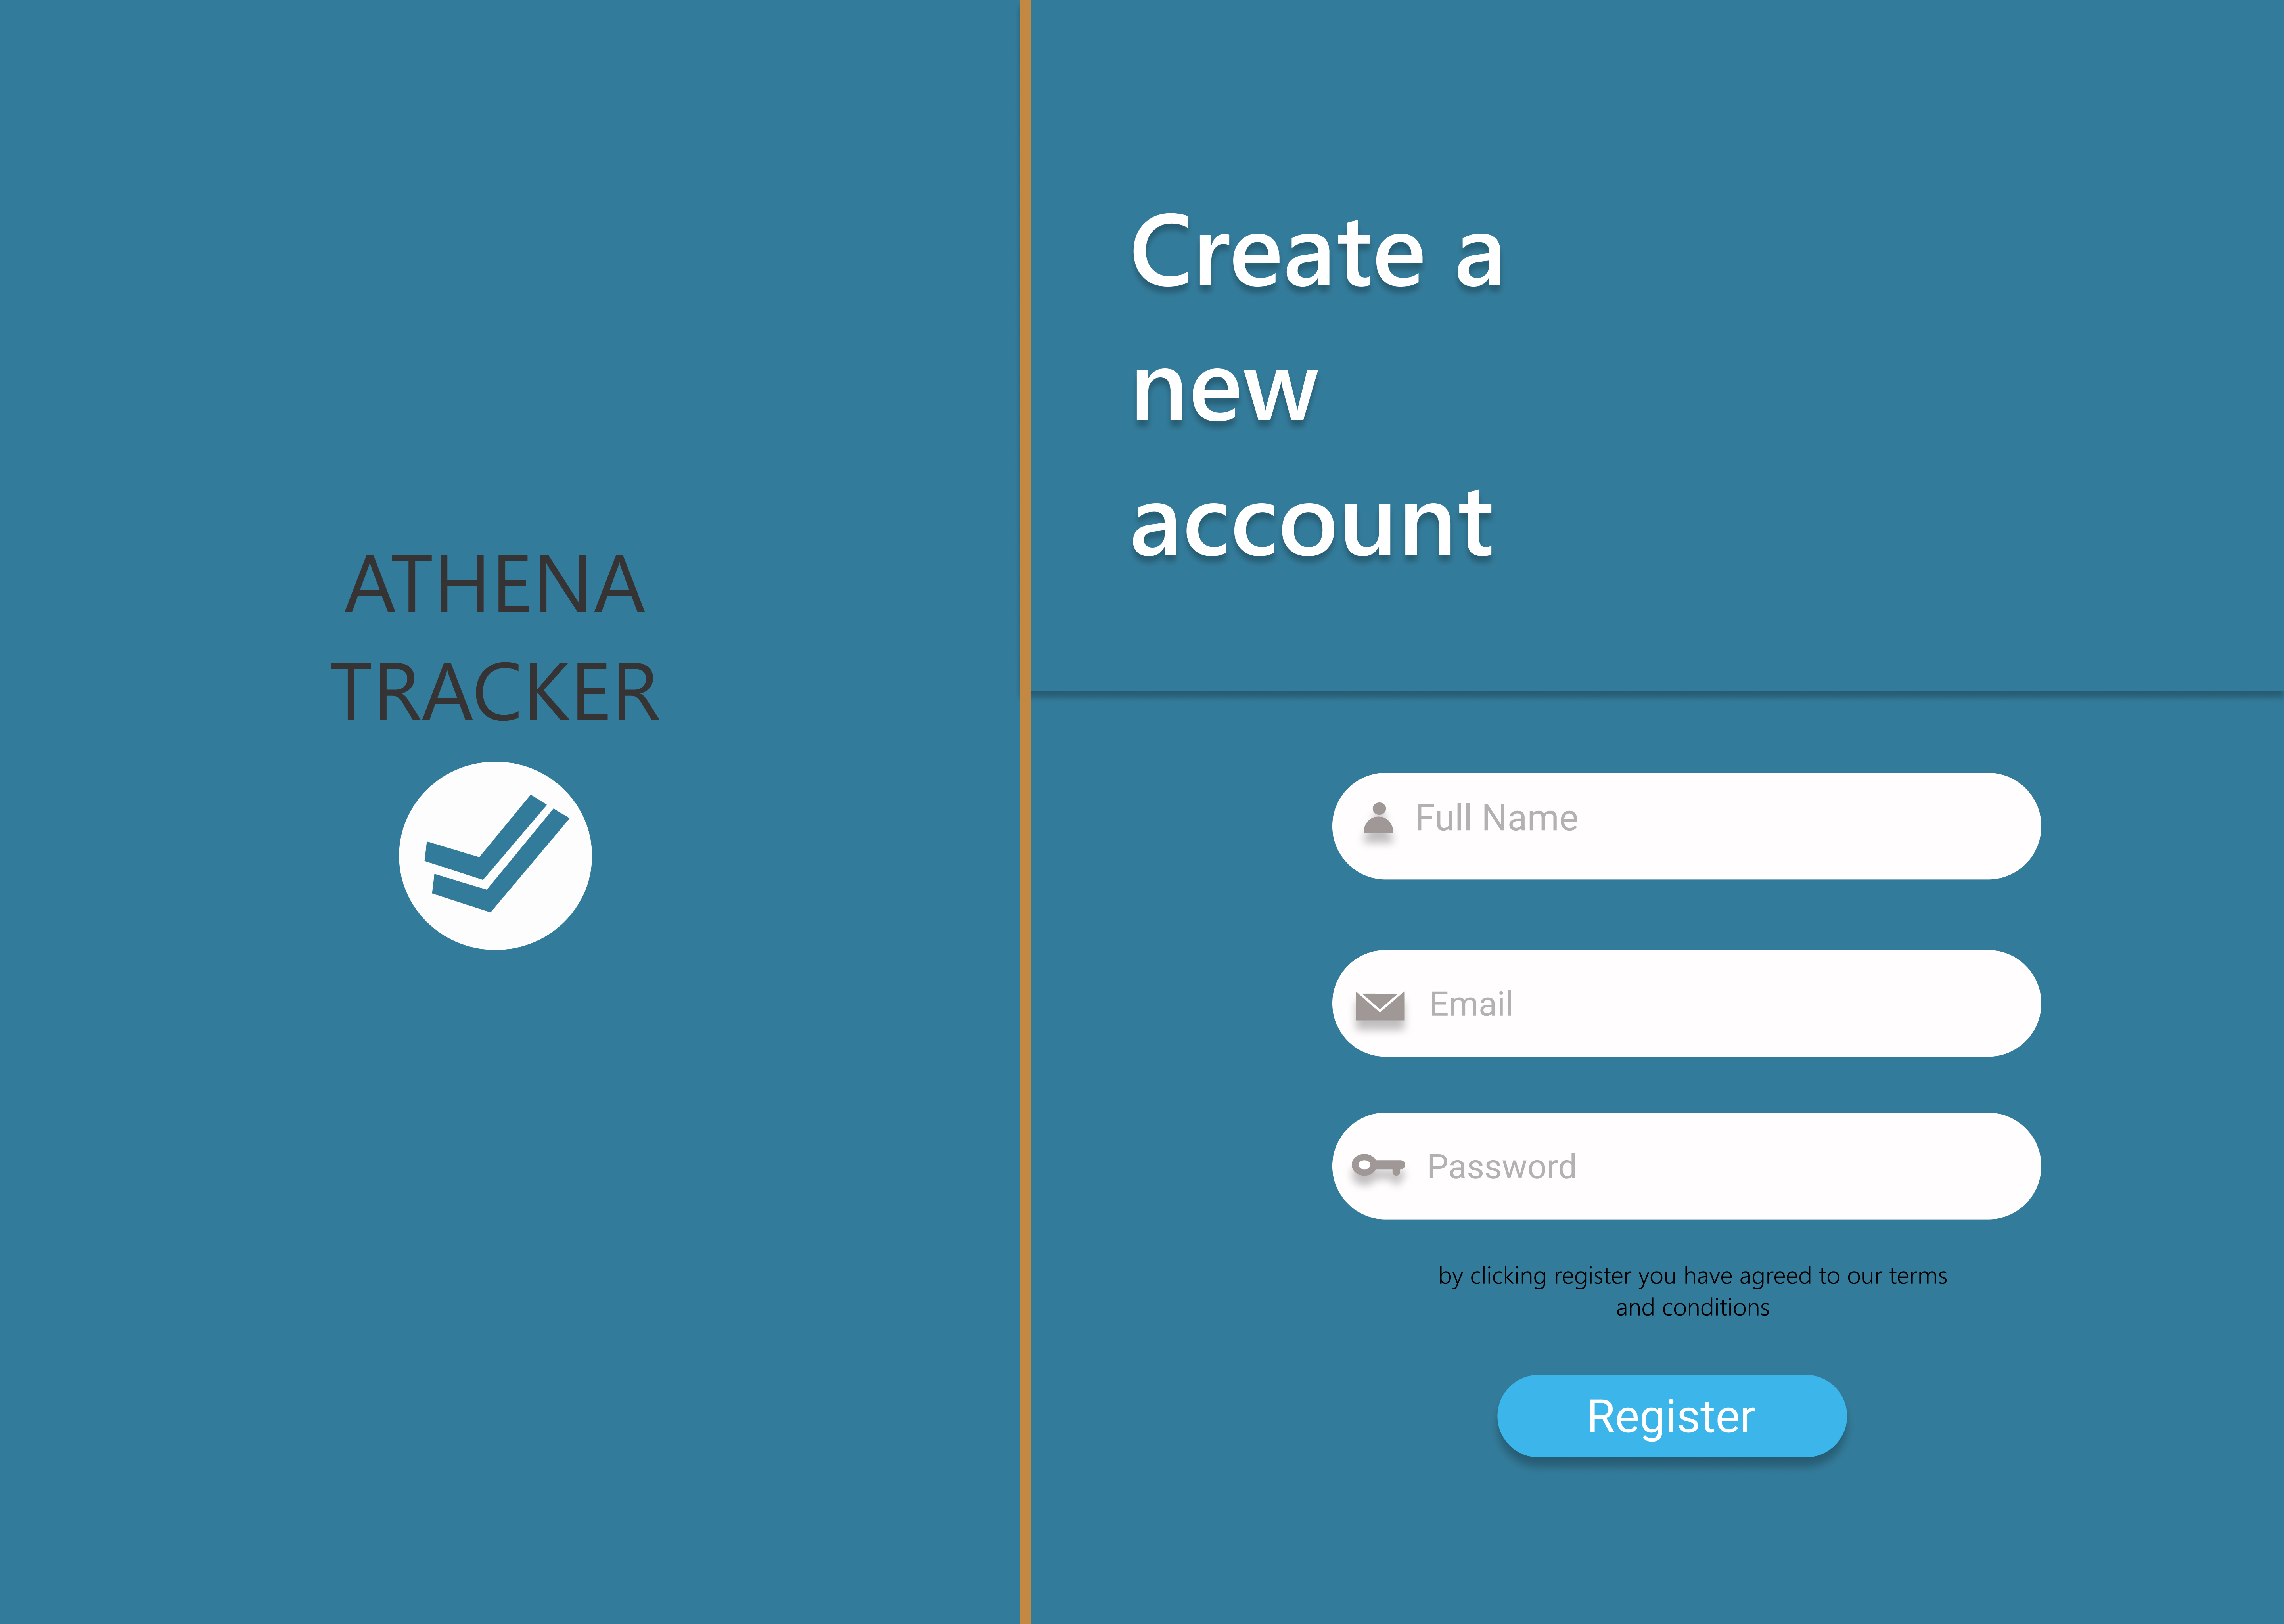 ATHENA
TRACKER
Create a
new
account
Full Name
Email
Password
by clicking register you have agreed to our terms
and conditions
Register